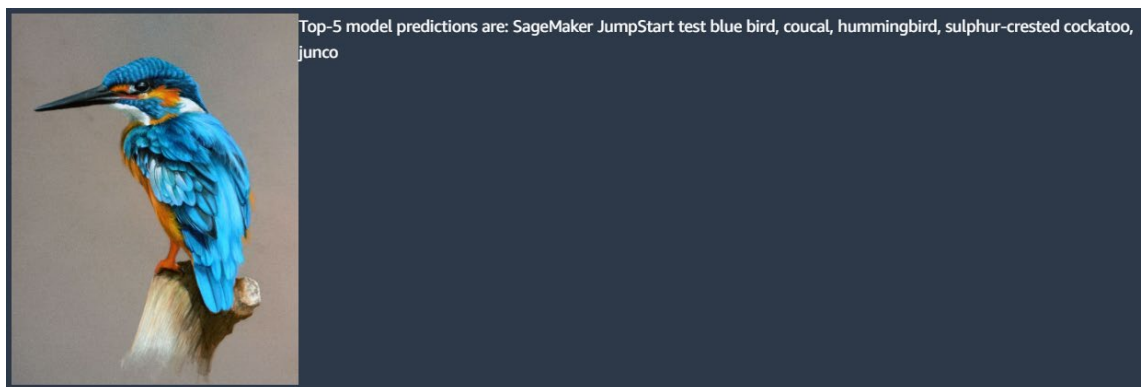 Top-5 model predictions are: SageMaker JumpStart test blue bird, coucal, hummingbird, sulphur-crested cockatoo,
junco